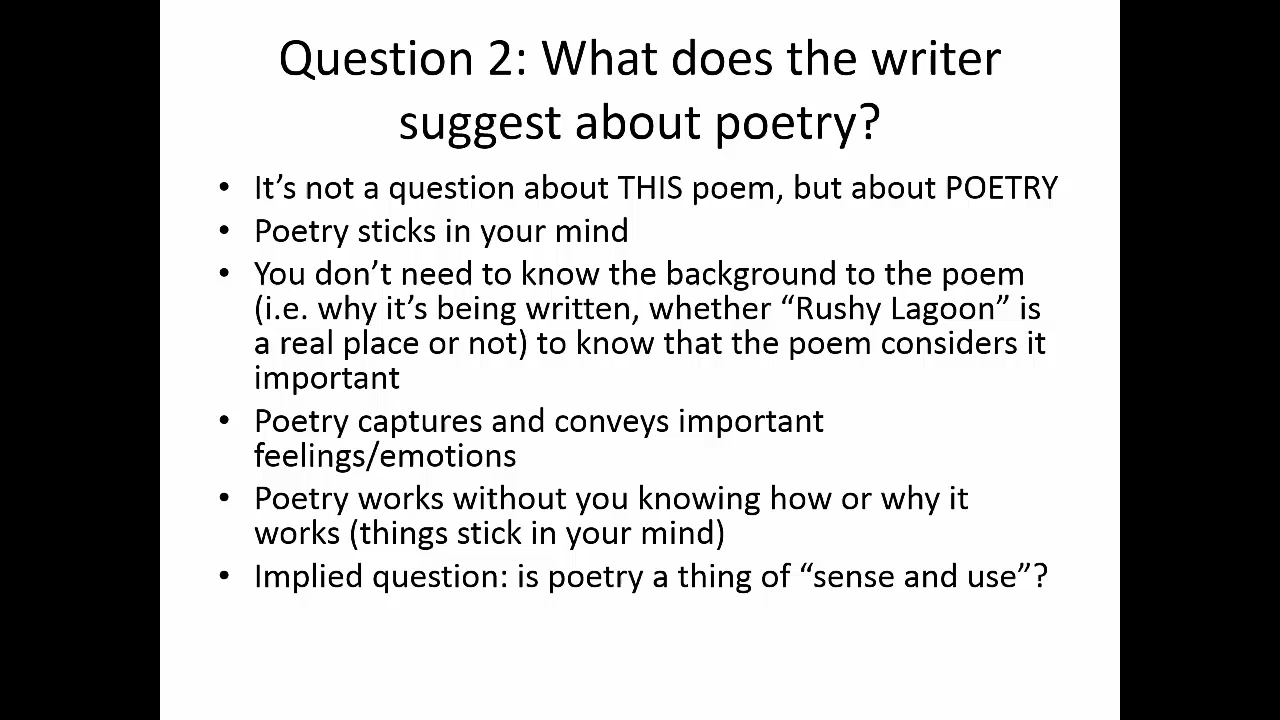 Question 2: What does the writer
suggest about poetry?
• It’s not a question about THIS poem, but about POETRY
• Poetry sticks in your mind
• You don’t need to know the background to the poem
(i.e. why it’s being written, whether “Rushy Lagoon” is
a real place or not) to know that the poem considers it
important
• Poetry captures and conveys important
feelings/emotions
• Poetry works without you knowing how or why it
works (things stick in your mind)
• Implied question: is poetry a thing of “sense and use”?